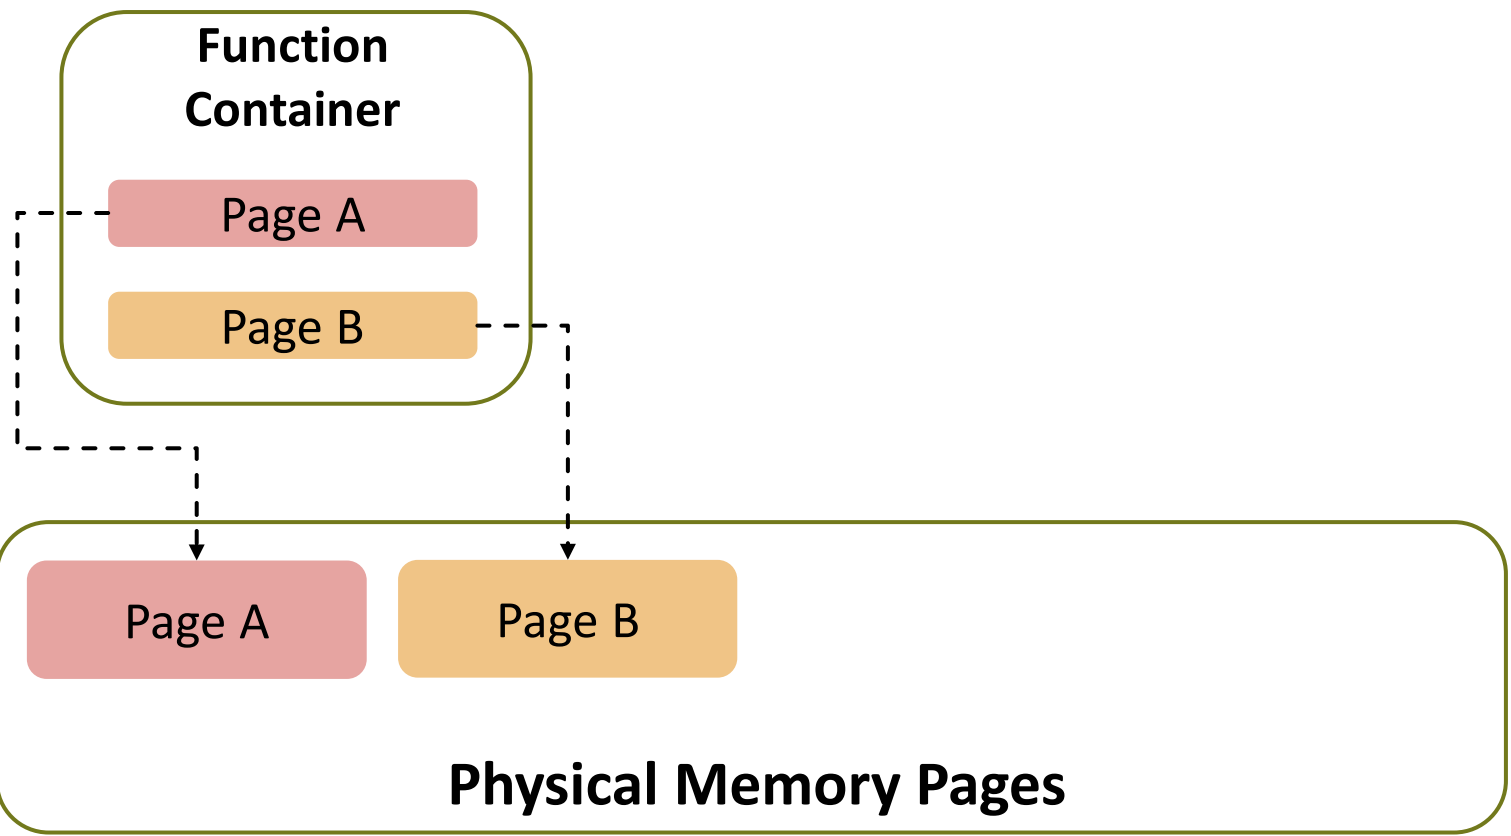 Function
Container
Page A
Page B
Page A
Page B
Physical Memory Pages